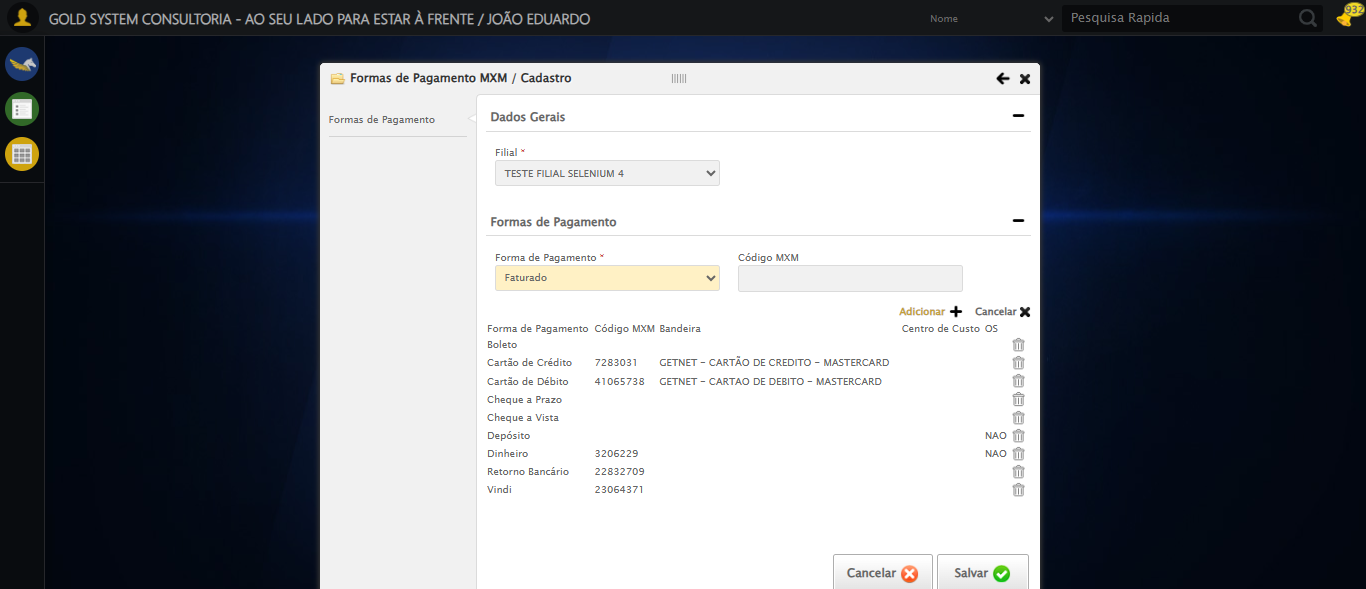 GOLD SYSTEM CONSULTORIA - AO SEU LADO PARA ESTAR À FRENTE / JOÃO EDUARDO
Nome
Pesquisa Rapida
932
Formas de Pagamento MXM / Cadastro
Formas de Pagamento
Dados Gerais
Filial *
TESTE FILIAL SELENIUM 4
Formas de Pagamento
Forma de Pagamento * Código MXM
Faturado
Adicionar Cancelar
Forma de Pagamento Código MXM Bandeira Centro de Custo OS
Boleto
Cartão de Crédito 7283031 GETNET - CARTÃO DE CREDITO - MASTERCARD
Cartão de Débito 41065738 GETNET - CARTAO DE DEBITO - MASTERCARD
Cheque a Prazo
Cheque a Vista
Depósito NAO
Dinheiro 3206229 NAO
Retorno Bancário 22832709
Vindi 23064371
Cancelar Salvar